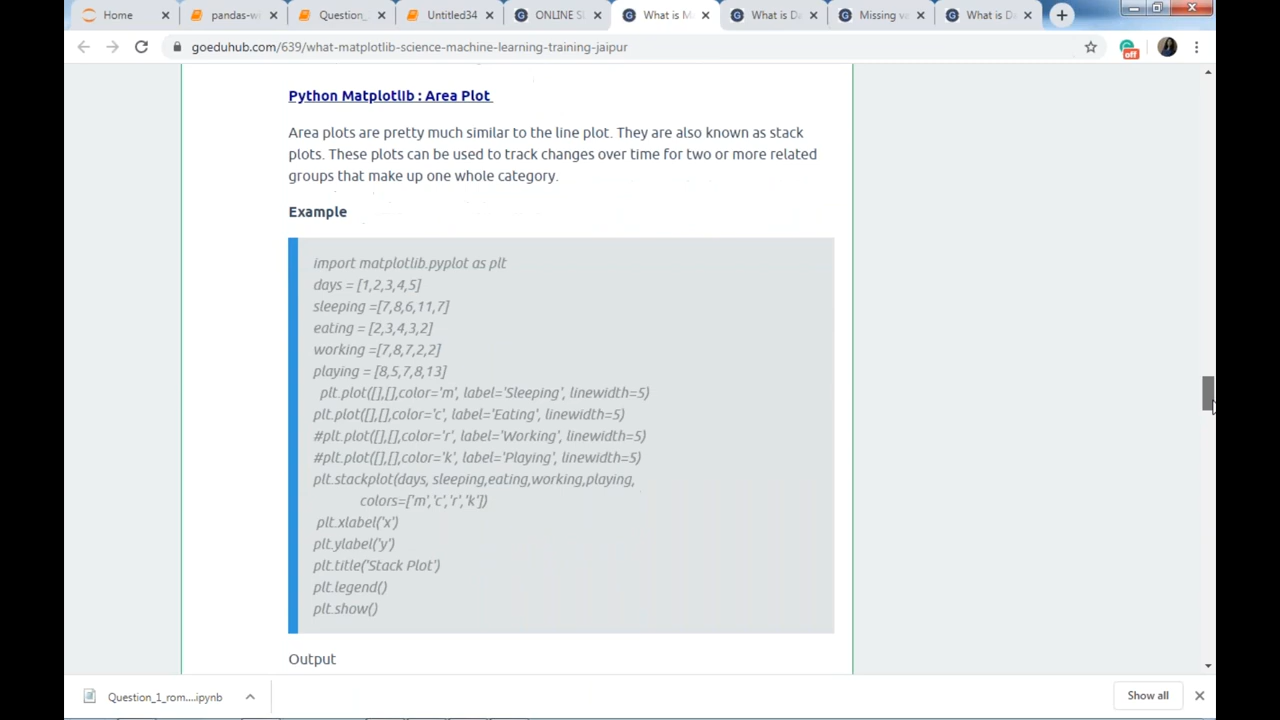 Home
pandas-w
Question_
Untitled34
ONLINE S
What is M
What is D
Missing va
What is D
goeduhub.com/639/what-matplotlib-science-machine-learning-training-jaipur
off
Python Matplotlib : Area Plot
Area plots are pretty much similar to the line plot. They are also known as stack
plots. These plots can be used to track changes over time for two or more related
groups that make up one whole category.
Example
import matplotlib.pyplot as plt
days = [1,2,3,4,5]
sleeping =[7,8,6,11,7]
eating = [2,3,4,3,2]
working =[7,8,7,2,2]
playing = [8,5,7,8,13]
plt.plot([],[],color='m', label='Sleeping', linewidth=5)
plt.plot([],[],color='c', label='Eating', linewidth=5)
#plt.plot([],[],color='r', label='Working', linewidth=5)
#plt.plot([],[],color='k', label='Playing', linewidth=5)
plt.stackplot(days, sleeping,eating,working,playing,
colors=['m','c','r','k'])
plt.xlabel('x')
plt.ylabel('y')
plt.title('Stack Plot')
plt.legend()
plt.show()
Output
Question_1_rom....ipynb
Show all